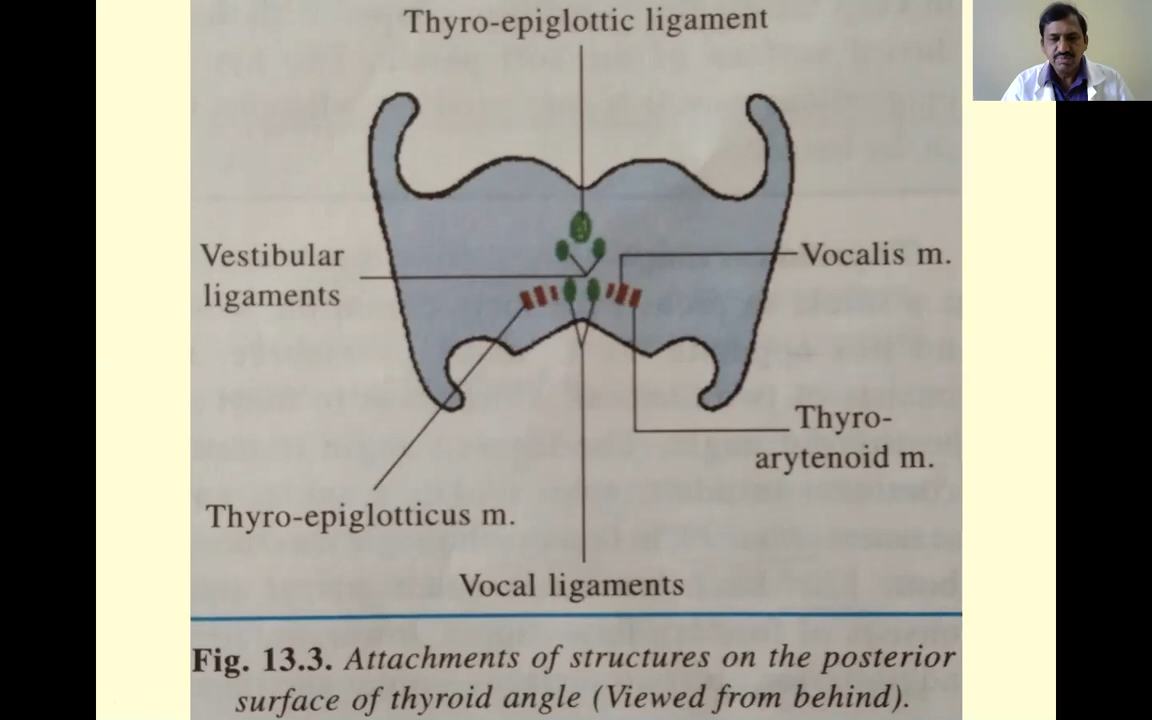 Thyro-epiglottic ligament
Vestibular
ligaments
Vocalis m.
Thyro-
arytenoid m.
Thyro-epiglotticus m.
Vocal ligaments
Fig. 13.3. Attachments of structures on the posterior
surface of thyroid angle (Viewed from behind).